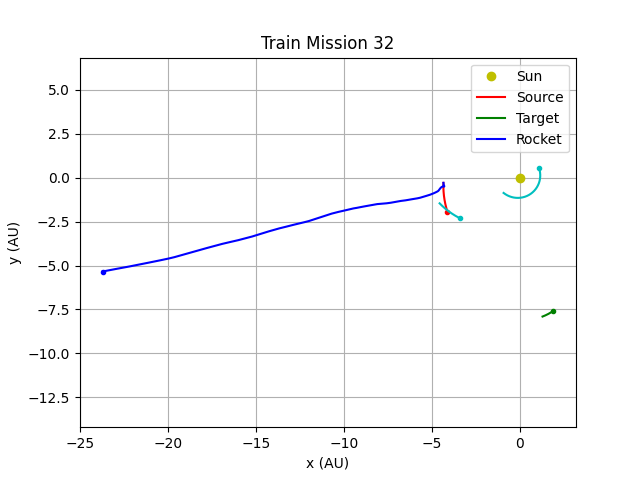 Train Mission 32
Sun
Source
Target
Rocket
5.0
2.5
0.0
−2.5
−5.0
−7.5
−10.0
−12.5
y (AU)
−25
−20
−15
−10
−5
0
x (AU)